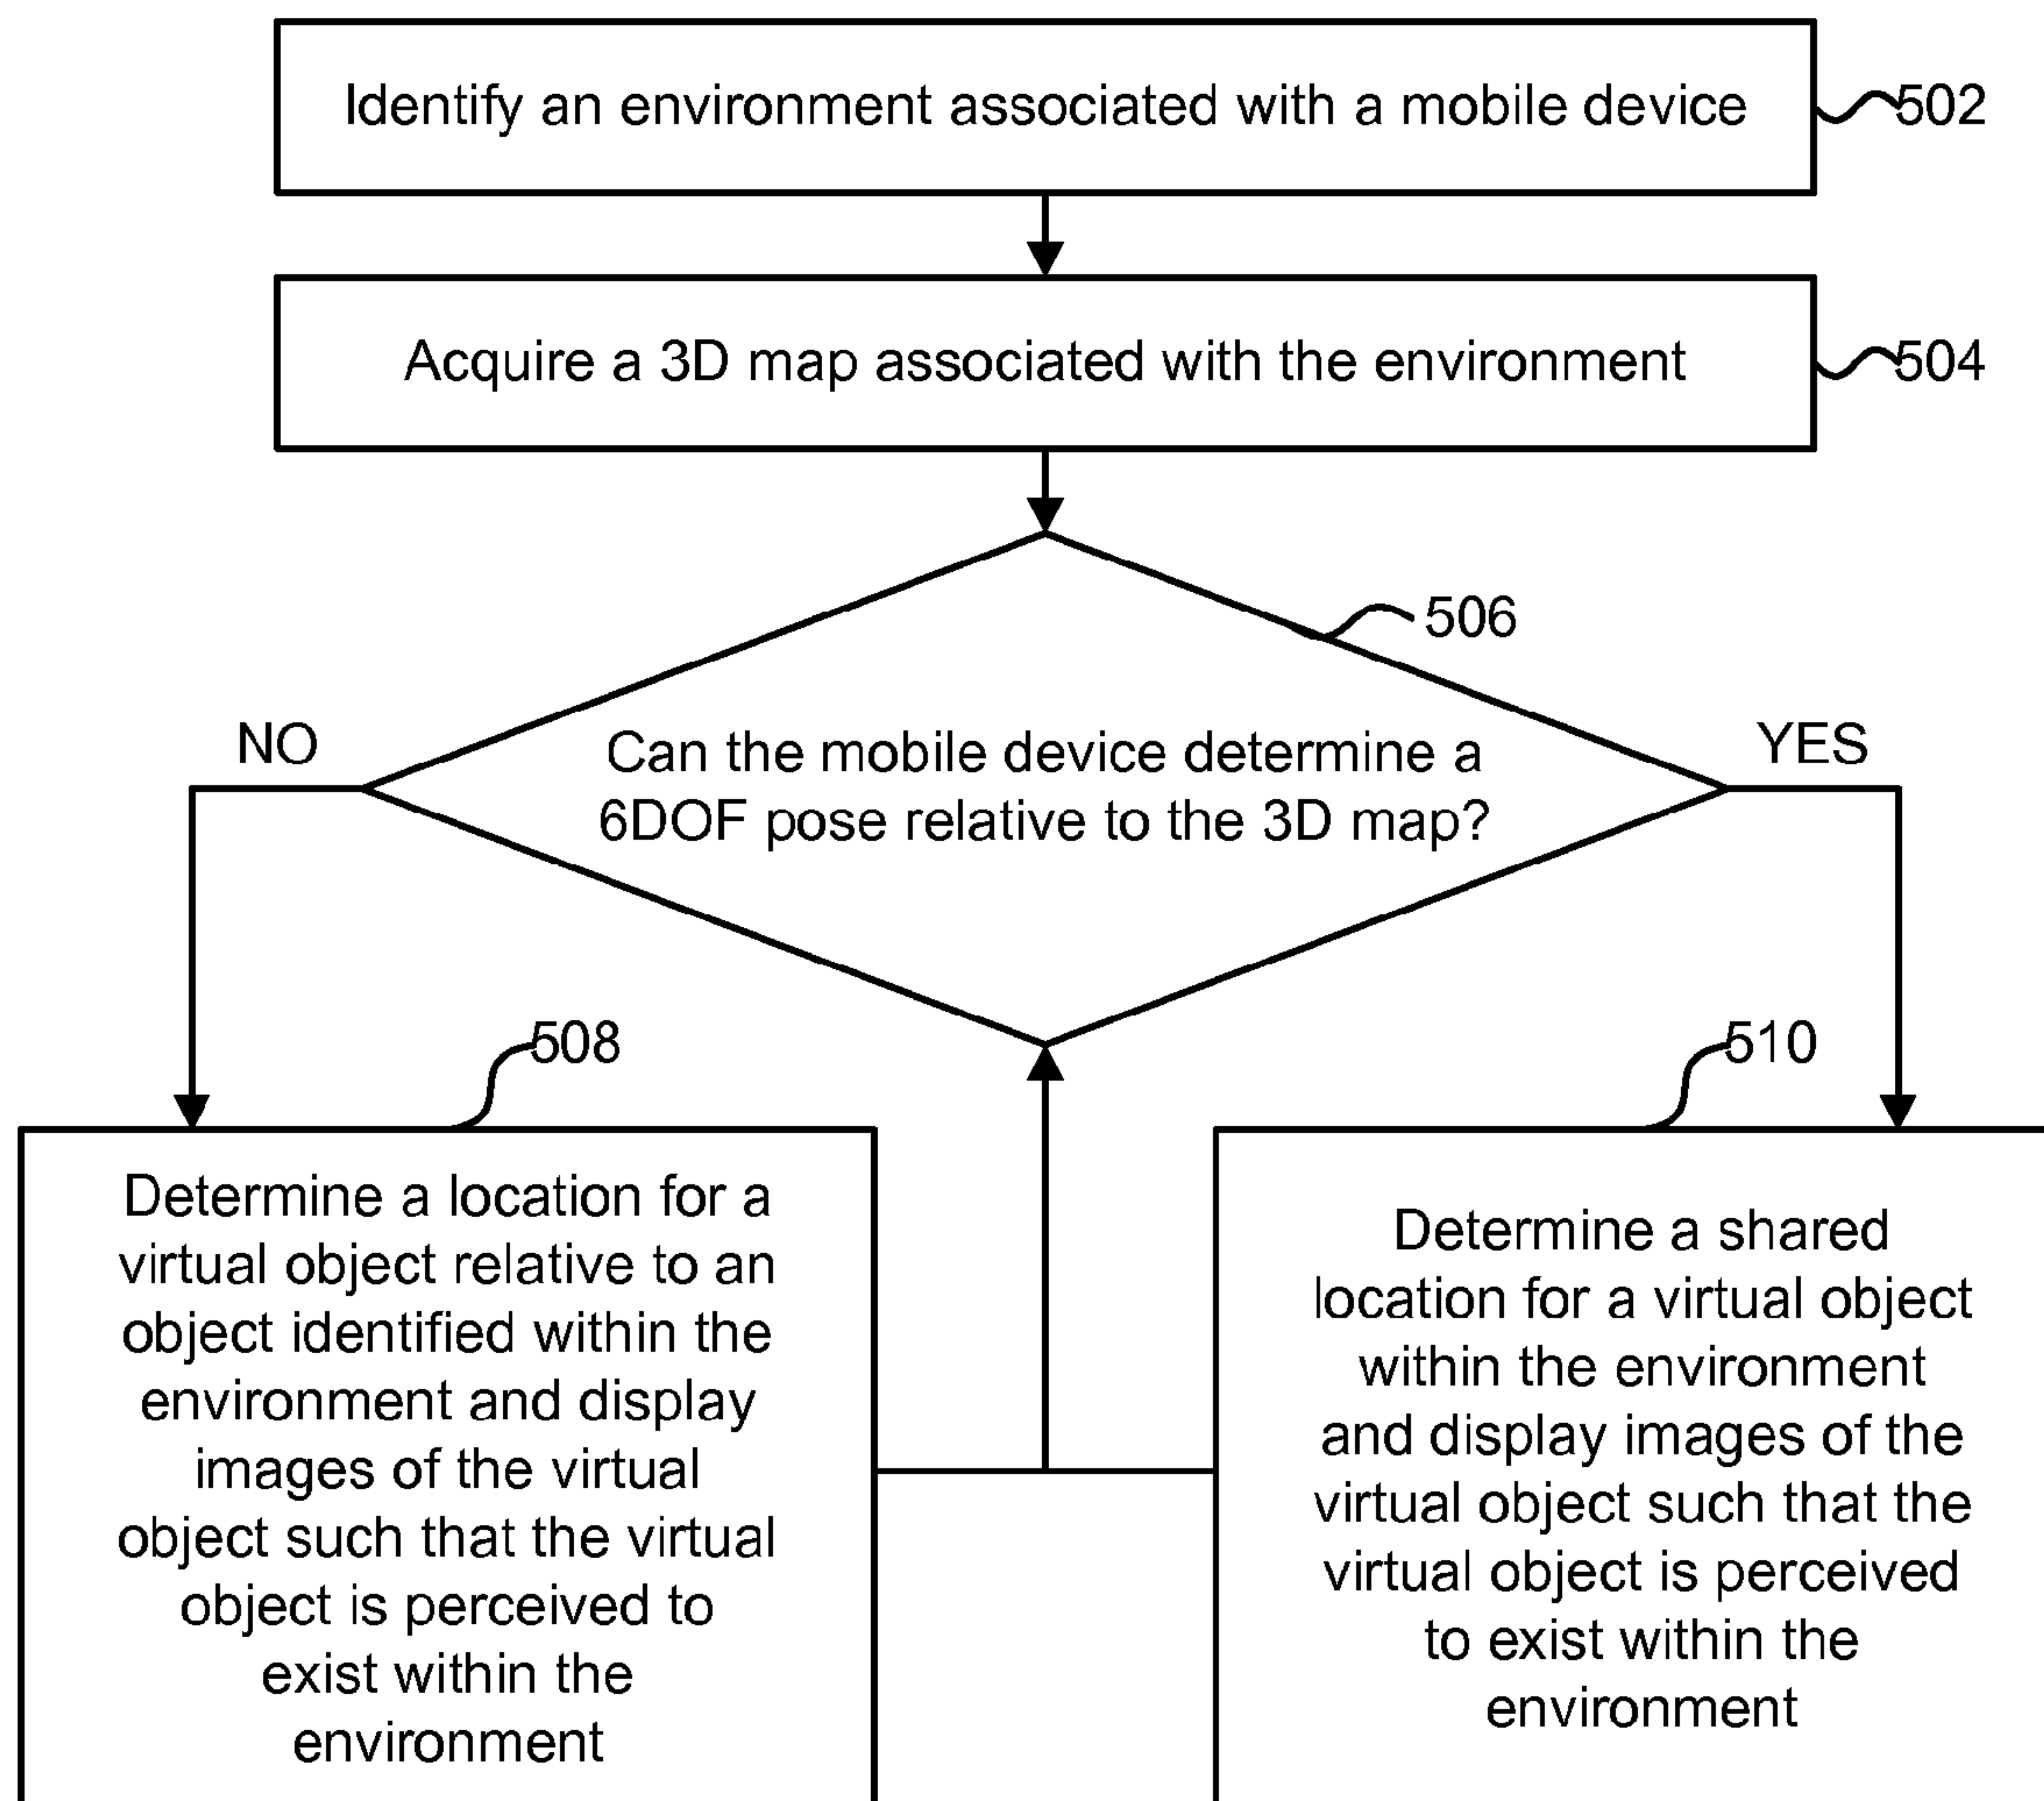 Identify an environment associated with a mobile device
502
Acquire a 3D map associated with the environment
504
506
NO
Can the mobile device determine a
6DOF pose relative to the 3D map?
YES
508
Determine a location for a
virtual object relative to an
object identified within the
environment and display
images of the virtual
object such that the virtual
object is perceived to
exist within the
environment
510
Determine a shared
location for a virtual object
within the environment
and display images of the
virtual object such that the
virtual object is perceived
to exist within the
environment